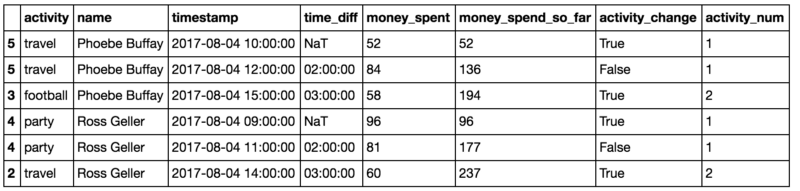 activity name timestamp time_diff money_spent money_spend_so_far activity_change activity_num
5 travel Phoebe Buffay 2017-08-04 10:00:00 NaT 52 52 True 1
5 travel Phoebe Buffay 2017-08-04 12:00:00 02:00:00 84 136 False 1
3 football Phoebe Buffay 2017-08-04 15:00:00 03:00:00 58 194 True 2
4 party Ross Geller 2017-08-04 09:00:00 NaT 96 96 True 1
4 party Ross Geller 2017-08-04 11:00:00 02:00:00 81 177 False 1
2 travel Ross Geller 2017-08-04 14:00:00 03:00:00 60 237 True 2